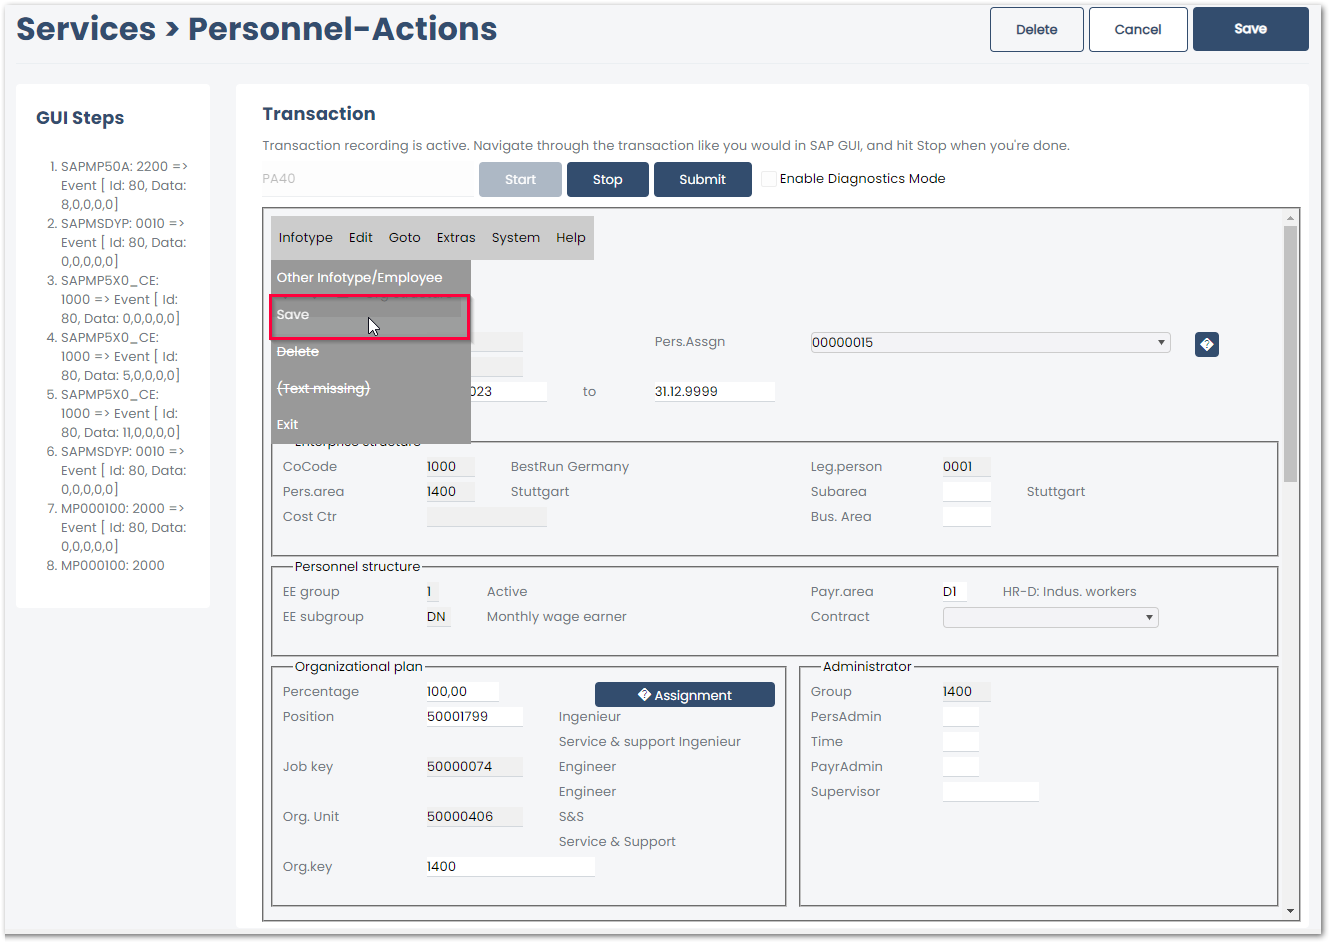 Services > Personnel-Actions
Delete
Cancel
Save
GUI Steps
1. SAPMP50A: 2200 =>
Event [ Id: 80, Data:
8,0,0,0,0]
2. SAPMSDYP: 0010 =>
Event [ Id: 80, Data:
0,0,0,0,0]
3. SAPMP5X0_CE:
1000 => Event [ Id:
80, Data: 0,0,0,0,0]
4. SAPMP5X0_CE:
1000 => Event [ Id:
80, Data: 5,0,0,0,0]
5. SAPMP5X0_CE:
1000 => Event [ Id:
80, Data: 11,0,0,0,0]
6. SAPMSDYP: 0010 =>
Event [ Id: 80, Data:
0,0,0,0,0]
7. MP000100: 2000 =>
Event [ Id: 80, Data:
0,0,0,0,0]
8. MP000100: 2000
Transaction
Transaction recording is active. Navigate through the transaction like you would in SAP GUI, and hit Stop when you're done.
PA40
Start
Stop
Submit
Enable Diagnostics Mode
Infotype Edit Goto Extras System Help
Other Infotype/Employee
Save
Delete
(Text missing)
Exit
Pers.Assgn 00000015
023 to 31.12.9999
Enterprise structure
CoCode 1000 BestRun Germany Leg.person 0001
Pers.area 1400 Stuttgart Subarea Stuttgart
Cost Ctr Bus. Area
Personnel structure
EE group 1 Active Payr.area D1 HR-D: Indus. workers
EE subgroup DN Monthly wage earner Contract
Organizational plan
Percentage 100,00 Assignment
Position 50001799 Ingenieur
Service & support Ingenieur
Job key 50000074 Engineer
Engineer
Org. Unit 50000406 S&S
Service & Support
Org.key 1400
Administrator
Group 1400
PersAdmin
Time
PayrAdmin
Supervisor